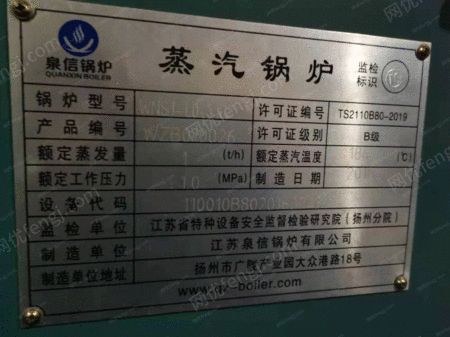 泉信锅炉
QUANXIN BOILER
蒸汽锅炉
监检
标识
锅炉型号
许可证编号 TS2110B80-2019
产品编号
许可证级别 B级
额定蒸发量 1 (t/h) 额定蒸汽温度 (℃)
额定工作压力 1.0 (MPa) 制造日期
设备代码
监检单位 江苏省特种设备安全监督检验研究院(扬州分院)
制造单位 江苏泉信锅炉有限公司
制造单位地址 扬州市广陵产业园大众港路18号
www.qx-boiler.com